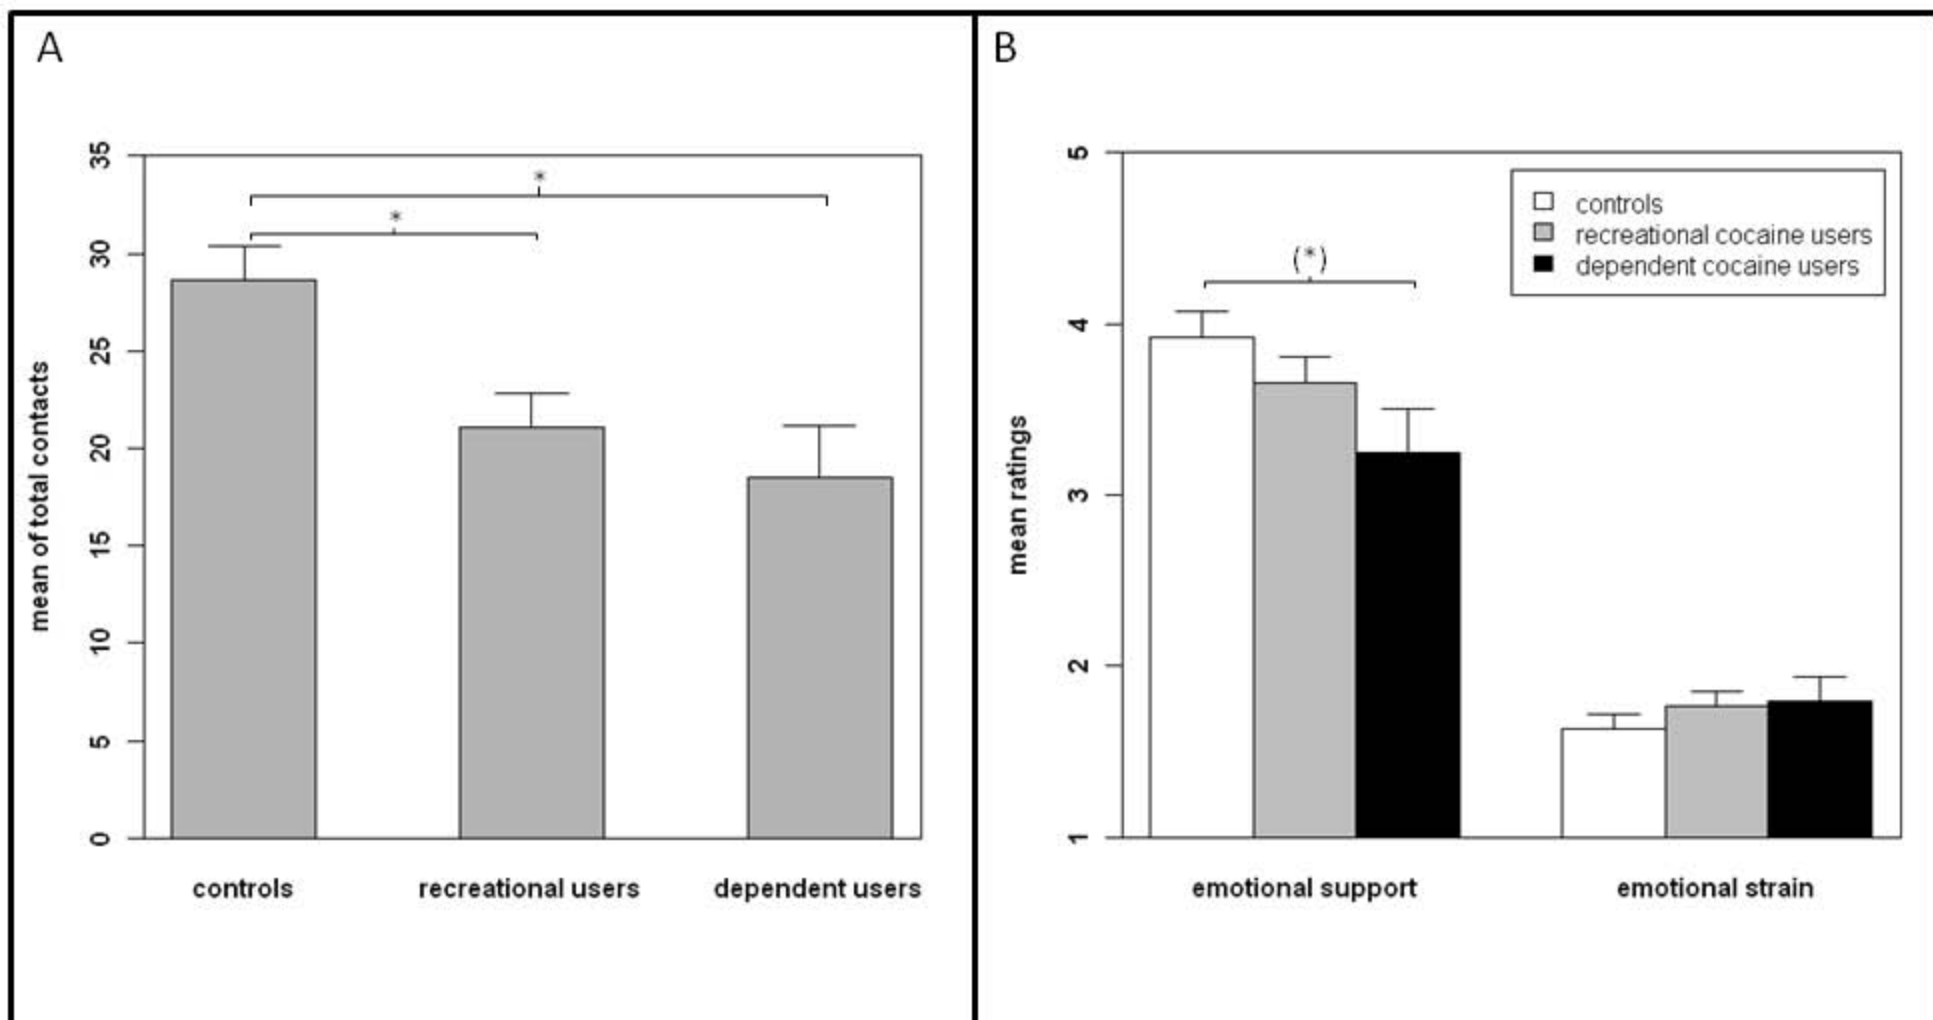 A
35
30
25
20
15
10
5
0
mean of total contacts
*
*
controls
recreational users
dependent users
B
5
4
3
2
1
mean ratings
(*)
controls
recreational cocaine users
dependent cocaine users
emotional support
emotional strain